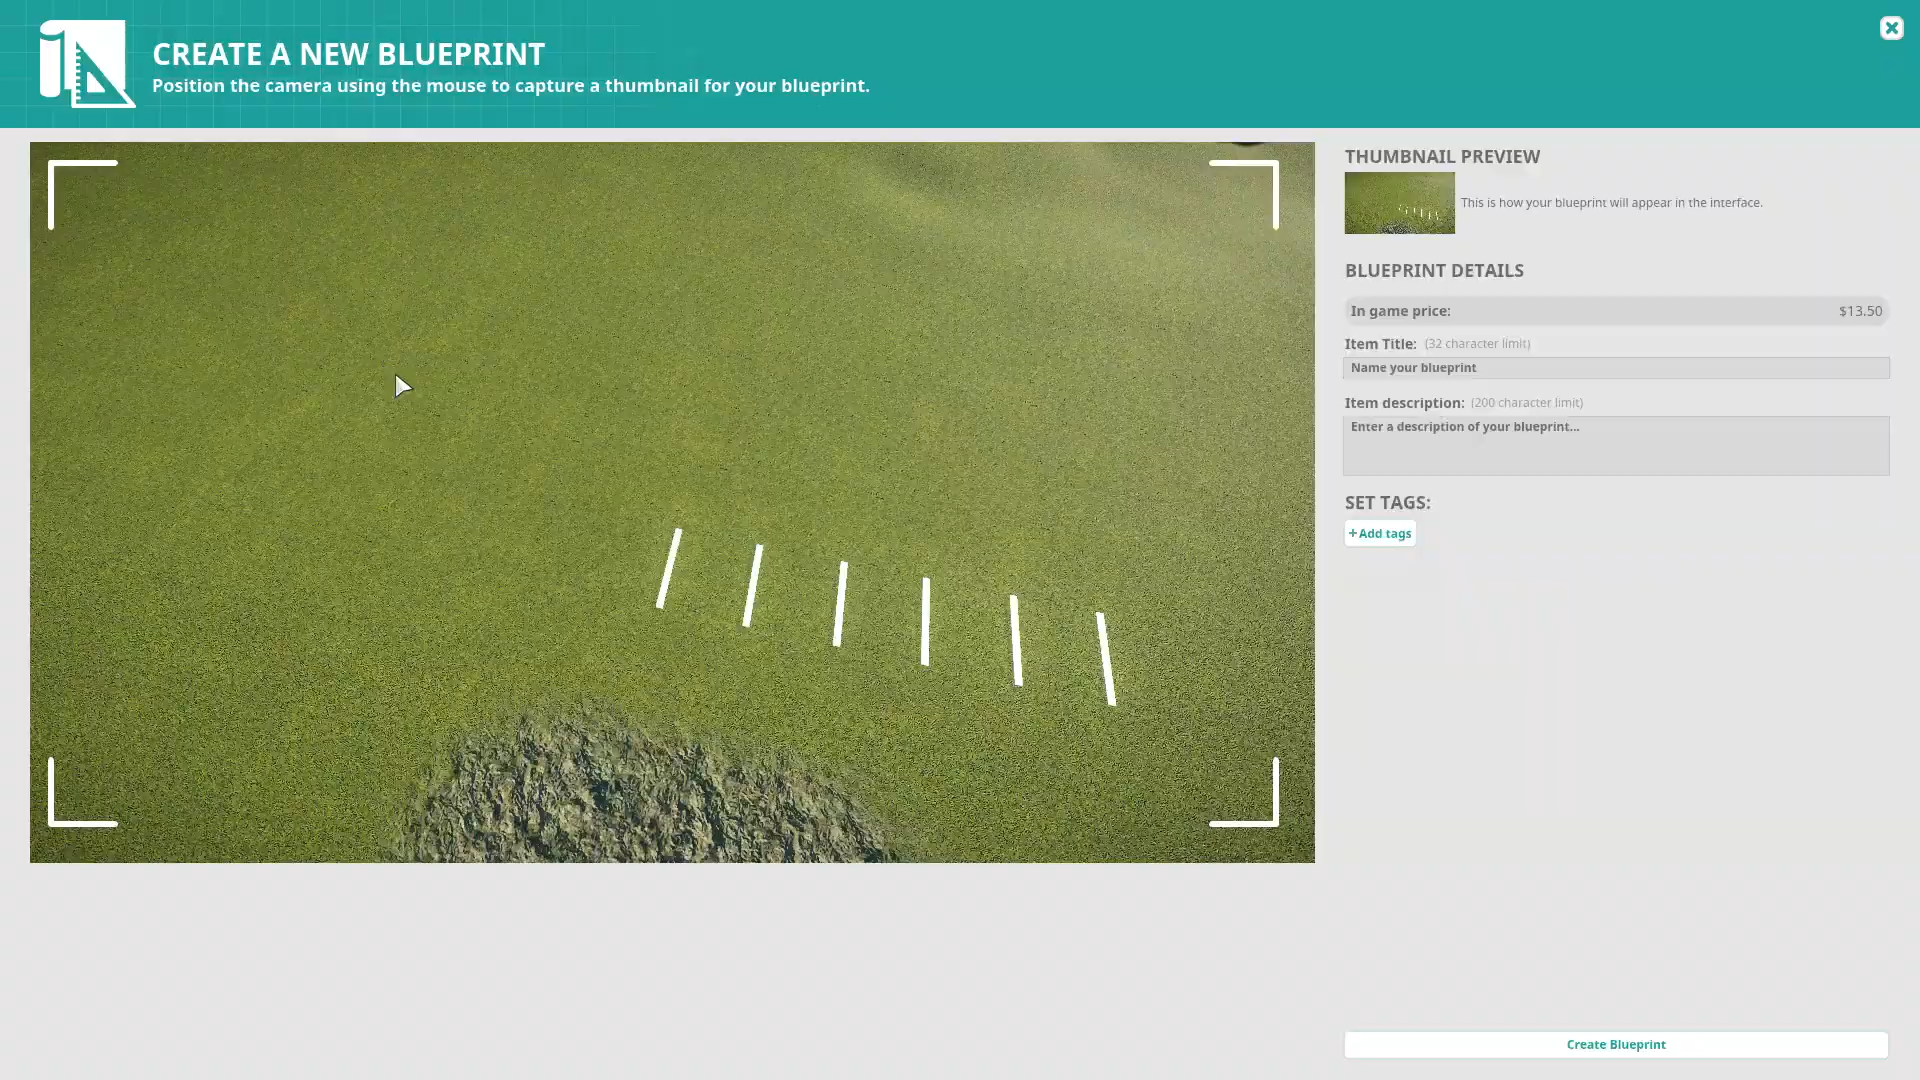 CREATE A NEW BLUEPRINT
Position the camera using the mouse to capture a thumbnail for your blueprint.
THUMBNAIL PREVIEW
This is how your blueprint will appear in the interface.
BLUEPRINT DETAILS
In game price: $13.50
Item Title: (32 character limit)
Name your blueprint
Item description: (200 character limit)
Enter a description of your blueprint...
SET TAGS:
+ Add tags
Create Blueprint